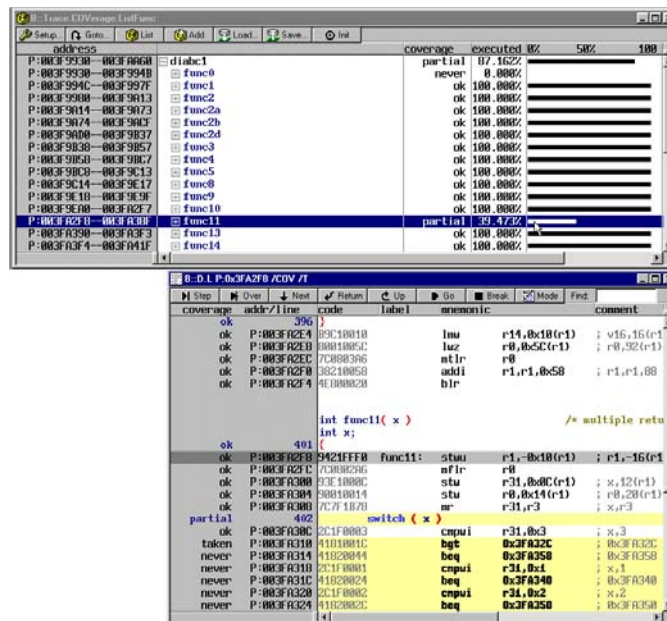 B::Trace.COVerage.ListFunc
Setup... Goto... List Add Load... Save... Init
address coverage executed 0% 50% 100
P:003F9930--003FAA60 diabc1 partial 87.162%
P:003F9930--003F994B func0 never 0.000%
P:003F994C--003F997F func1 ok 100.000%
P:003F9980--003F9A13 func2 ok 100.000%
P:003F9A14--003F9A73 func2a ok 100.000%
P:003F9A74--003F9ACF func2b ok 100.000%
P:003F9AD0--003F9B37 func2d ok 100.000%
P:003F9B38--003F9B57 func3 ok 100.000%
P:003F9B58--003F9BC7 func4 ok 100.000%
P:003F9BC8--003F9C13 func5 ok 100.000%
P:003F9C14--003F9E17 func8 ok 100.000%
P:003F9E18--003F9E9F func9 ok 100.000%
P:003F9EA0--003FA2F7 func10 ok 100.000%
P:003FA2F8--003FA38F func11 partial 39.473%
P:003FA390--003FA3F3 func13 ok 100.000%
P:003FA3F4--003FA41F func14 ok 100.000%
B::D.L P:0x3FA2F8 /COV /T
Step Over Next Return Up Go Break Mode Find:
coverage addr/line code label mnemonic comment
ok 396 }
ok P:003FA2E4 B9C10010 lmw r14,0x10(r1) ; v16,16(r1
ok P:003FA2E8 8001005C lwz r0,0x5C(r1) ; r0,92(r1)
ok P:003FA2EC 7C0803A6 mtlr r0
ok P:003FA2F0 38210058 addi r1,r1,0x58 ; r1,r1,88
ok P:003FA2F4 4E800020 blr
int func11( x ) /* multiple retu
int x;
ok 401 {
ok P:003FA2F8 9421FFF0 func11: stwu r1,-0x10(r1) ; r1,-16(r1
ok P:003FA2FC 7C0802A6 mflr r0
ok P:003FA300 93E1000C stw r31,0x0C(r1) ; x,12(r1)
ok P:003FA304 90010014 stw r0,0x14(r1) ; r0,20(r1)
ok P:003FA308 7C7F1B78 mr r31,r3 ; x,r3
partial 402 switch ( x )
ok P:003FA30C 2C1F0003 cmpwi r31,0x3 ; x,3
taken P:003FA310 4181001C bgt 0x3FA32C ; 0x3FA32C
never P:003FA314 41820044 beq 0x3FA358 ; 0x3FA358
never P:003FA318 2C1F0001 cmpwi r31,0x1 ; x,1
never P:003FA31C 41820024 beq 0x3FA340 ; 0x3FA340
never P:003FA320 2C1F0002 cmpwi r31,0x2 ; x,2
never P:003FA324 4182002C beq 0x3FA350 ; 0x3FA350